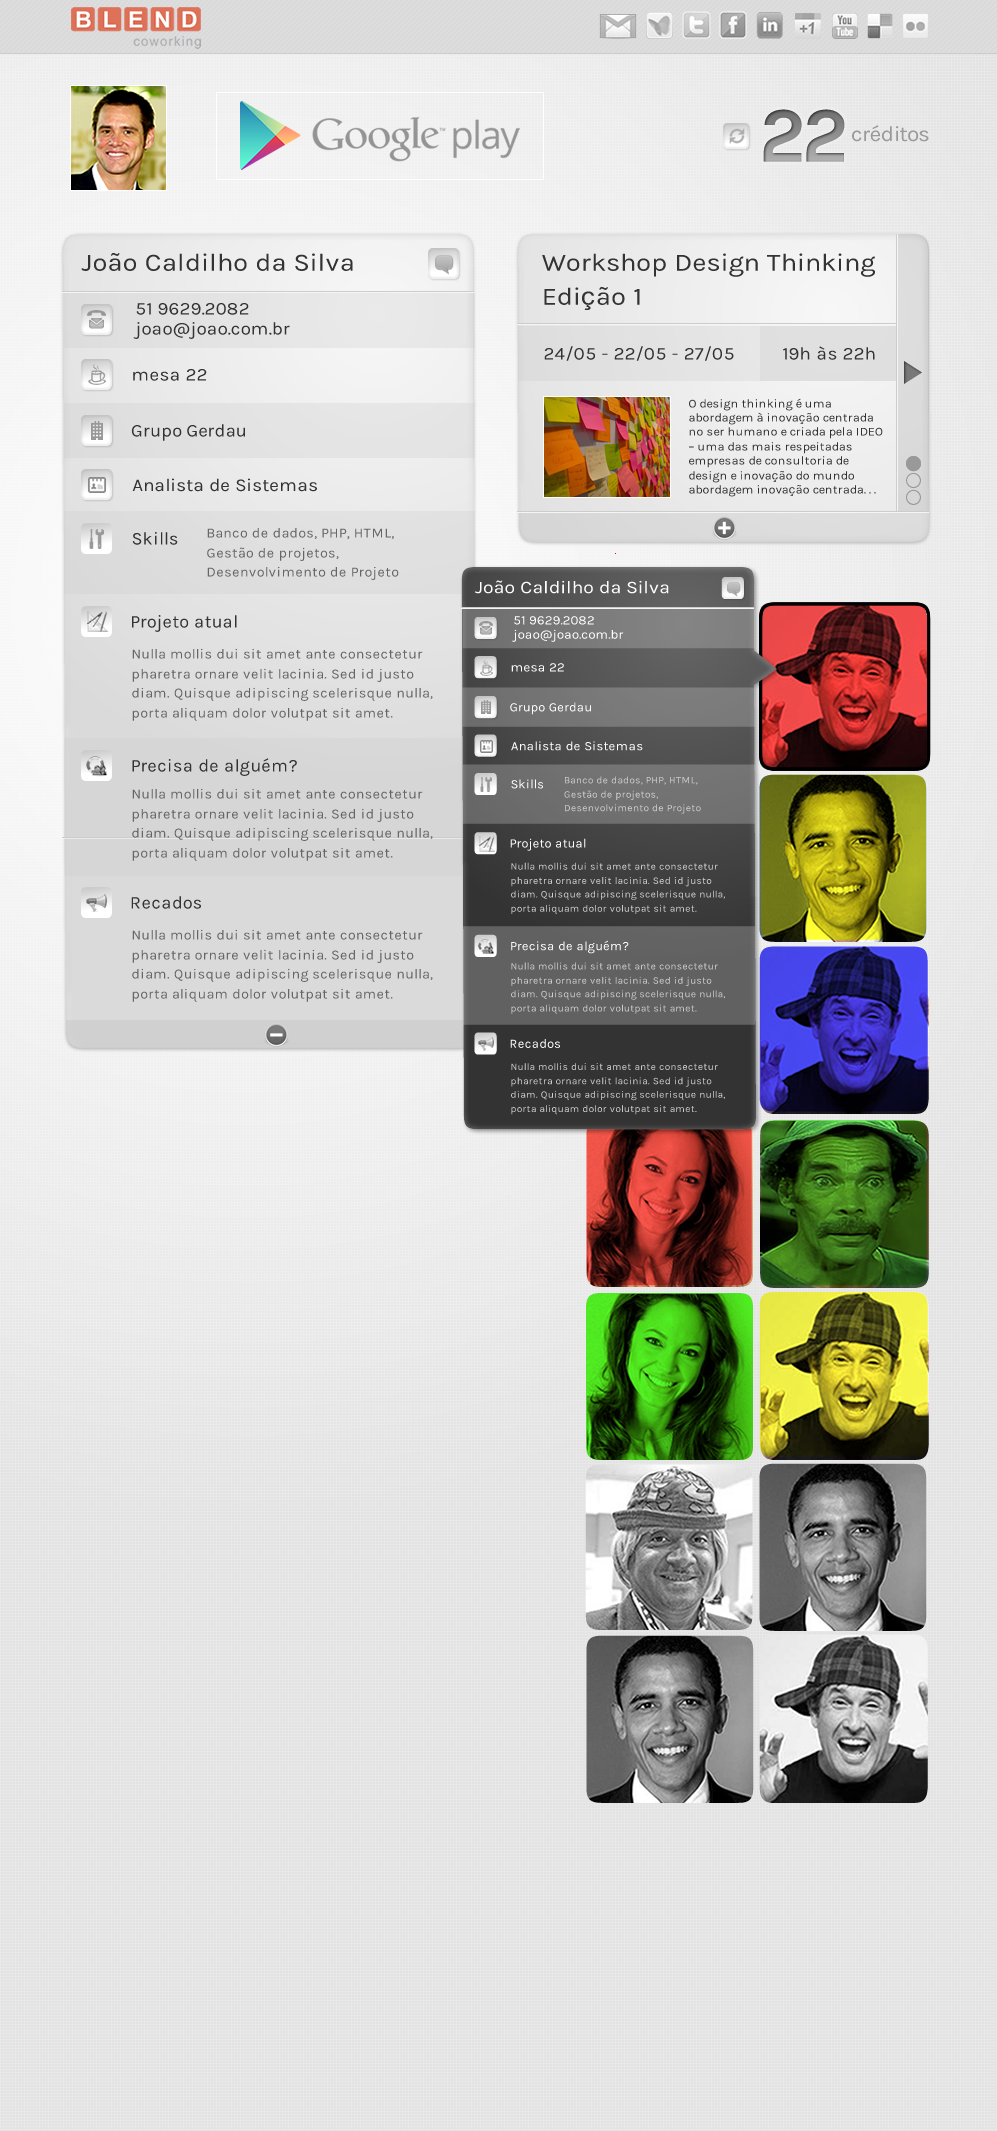 BLEND
coworking
+1
You
Tube
Google™ play
22 créditos
João Caldilho da Silva
51 9629.2082
joao@joao.com.br
mesa 22
Grupo Gerdau
Analista de Sistemas
Skills
Banco de dados, PHP, HTML,
Gestão de projetos,
Desenvolvimento de Projeto
Projeto atual
Nulla mollis dui sit amet ante consectetur
pharetra ornare velit lacinia. Sed id justo
diam. Quisque adipiscing scelerisque nulla,
porta aliquam dolor volutpat sit amet.
Precisa de alguém?
Nulla mollis dui sit amet ante consectetur
pharetra ornare velit lacinia. Sed id justo
diam. Quisque adipiscing scelerisque nulla,
porta aliquam dolor volutpat sit amet.
Recados
Nulla mollis dui sit amet ante consectetur
pharetra ornare velit lacinia. Sed id justo
diam. Quisque adipiscing scelerisque nulla,
porta aliquam dolor volutpat sit amet.
Workshop Design Thinking
Edição 1
24/05 - 22/05 - 27/05
19h às 22h
O design thinking é uma
abordagem à inovação centrada
no ser humano e criada pela IDEO
– uma das mais respeitadas
empresas de consultoria de
design e inovação do mundo
abordagem inovação centrada...
João Caldilho da Silva
51 9629.2082
joao@joao.com.br
mesa 22
Grupo Gerdau
Analista de Sistemas
Skills
Banco de dados, PHP, HTML,
Gestão de projetos,
Desenvolvimento de Projeto
Projeto atual
Nulla mollis dui sit amet ante consectetur
pharetra ornare velit lacinia. Sed id justo
diam. Quisque adipiscing scelerisque nulla,
porta aliquam dolor volutpat sit amet.
Precisa de alguém?
Nulla mollis dui sit amet ante consectetur
pharetra ornare velit lacinia. Sed id justo
diam. Quisque adipiscing scelerisque nulla,
porta aliquam dolor volutpat sit amet.
Recados
Nulla mollis dui sit amet ante consectetur
pharetra ornare velit lacinia. Sed id justo
diam. Quisque adipiscing scelerisque nulla,
porta aliquam dolor volutpat sit amet.